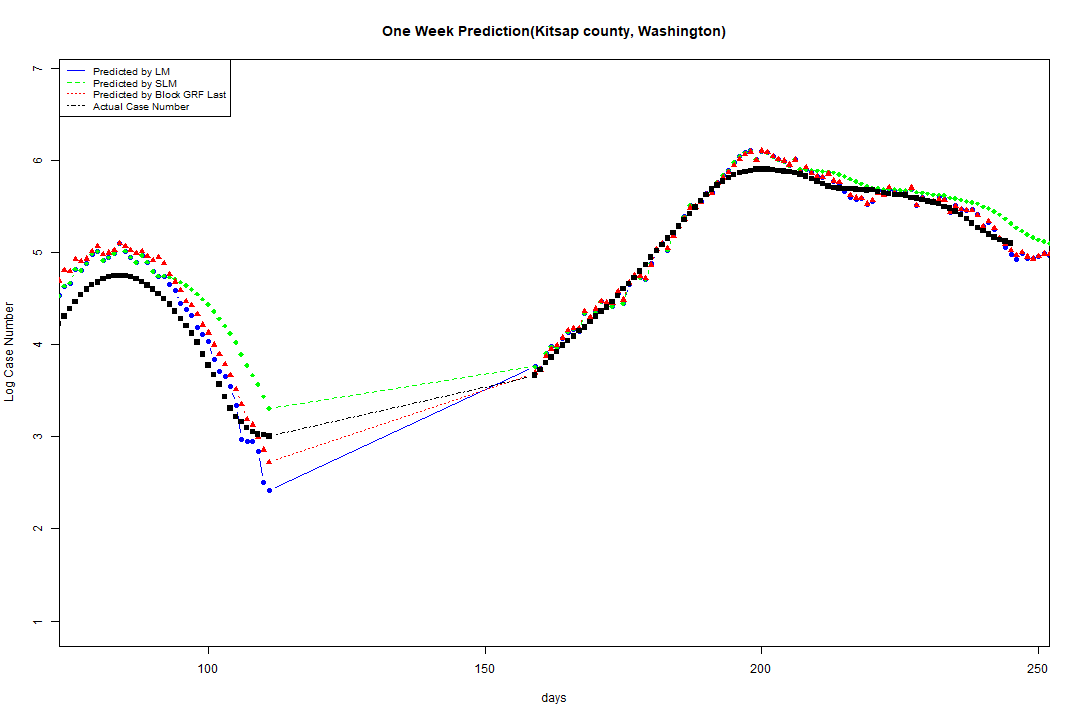 One Week Prediction(Kitsap county, Washington)
Predicted by LM
Predicted by SLM
Predicted by Block GRF Last
Actual Case Number
7
6
5
4
3
2
1
Log Case Number
100 150 200 250
days